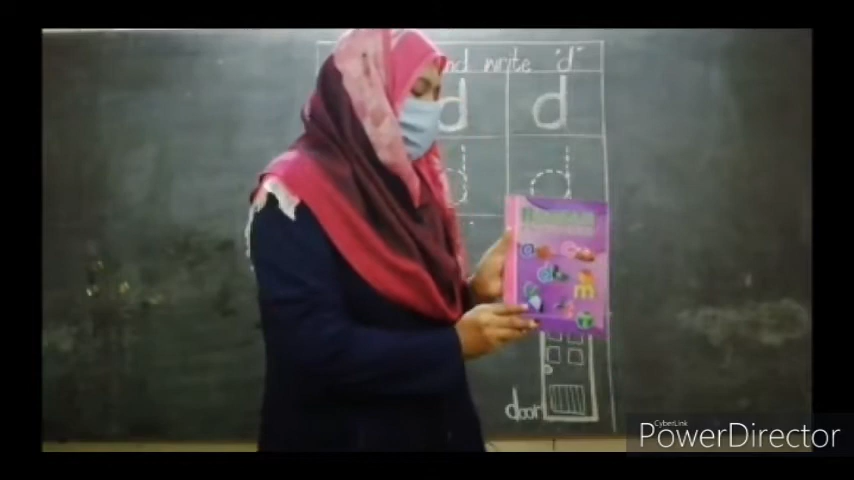 nd write "d"
d d
d d
door
CyberLink
PowerDirector